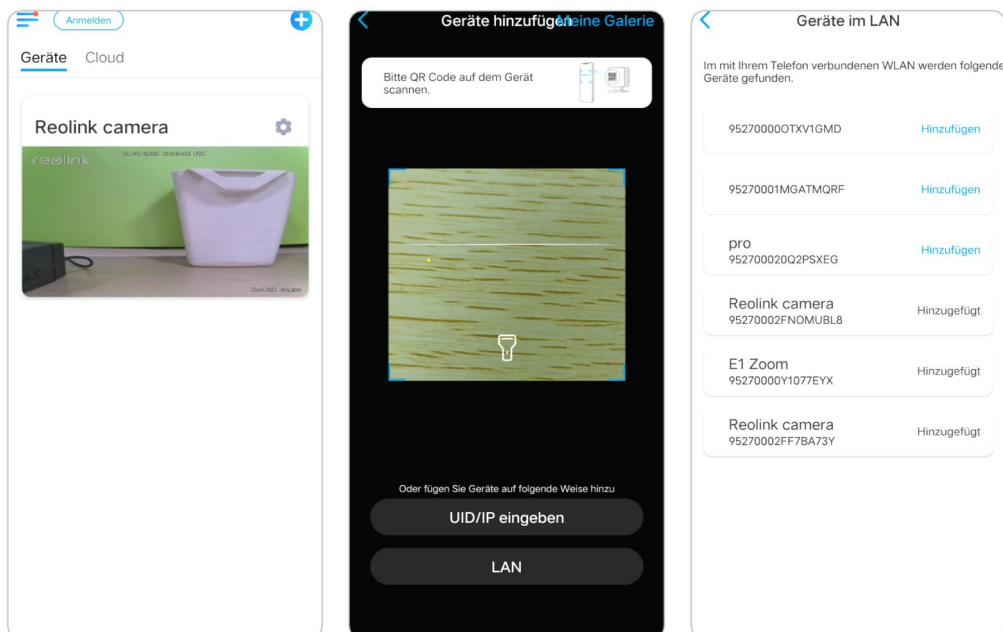 Anmelden
Geräte Cloud
Reolink camera
reolink
Reolink camera
Geräte hinzufügen
Meine Galerie
Bitte QR Code auf dem Gerät
scannen.
Oder fügen Sie Geräte auf folgende Weise hinzu
UID/IP eingeben
LAN
Geräte im LAN
Im mit Ihrem Telefon verbundenen WLAN werden folgende
Geräte gefunden.
95270000OTXV1GMD Hinzufügen
95270001MGATMQRF Hinzufügen
pro
952700020Q2PSXEG Hinzufügen
Reolink camera
95270002FNOMUBL8 Hinzugefügt
E1 Zoom
95270000Y1077EYX Hinzugefügt
Reolink camera
95270002FF7BA73Y Hinzugefügt